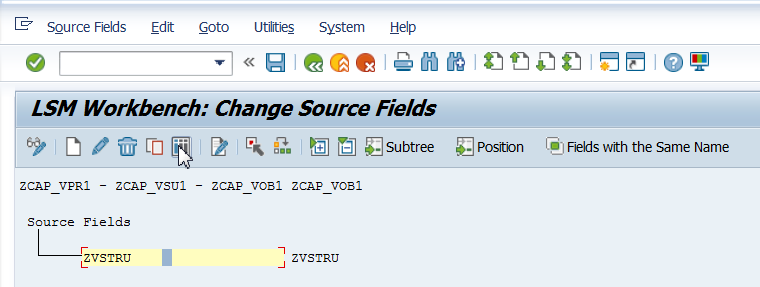 Source Fields Edit Goto Utilities System Help
LSM Workbench: Change Source Fields
Subtree Position Fields with the Same Name
ZCAP_VPR1 - ZCAP_VSU1 - ZCAP_VOB1 ZCAP_VOB1
Source Fields
ZVSTRU ZVSTRU